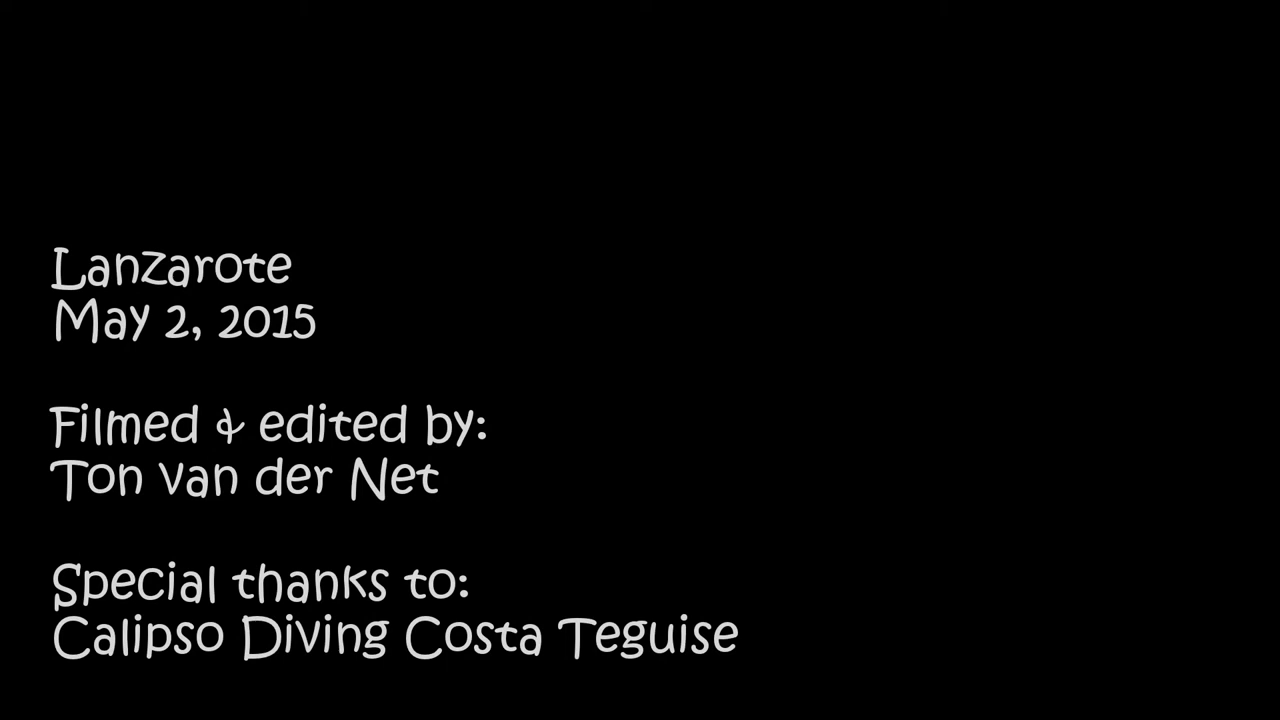 Lanzarote
May 2, 2015
Filmed & edited by:
Ton van der Net
Special thanks to:
Calipso Diving Costa Teguise